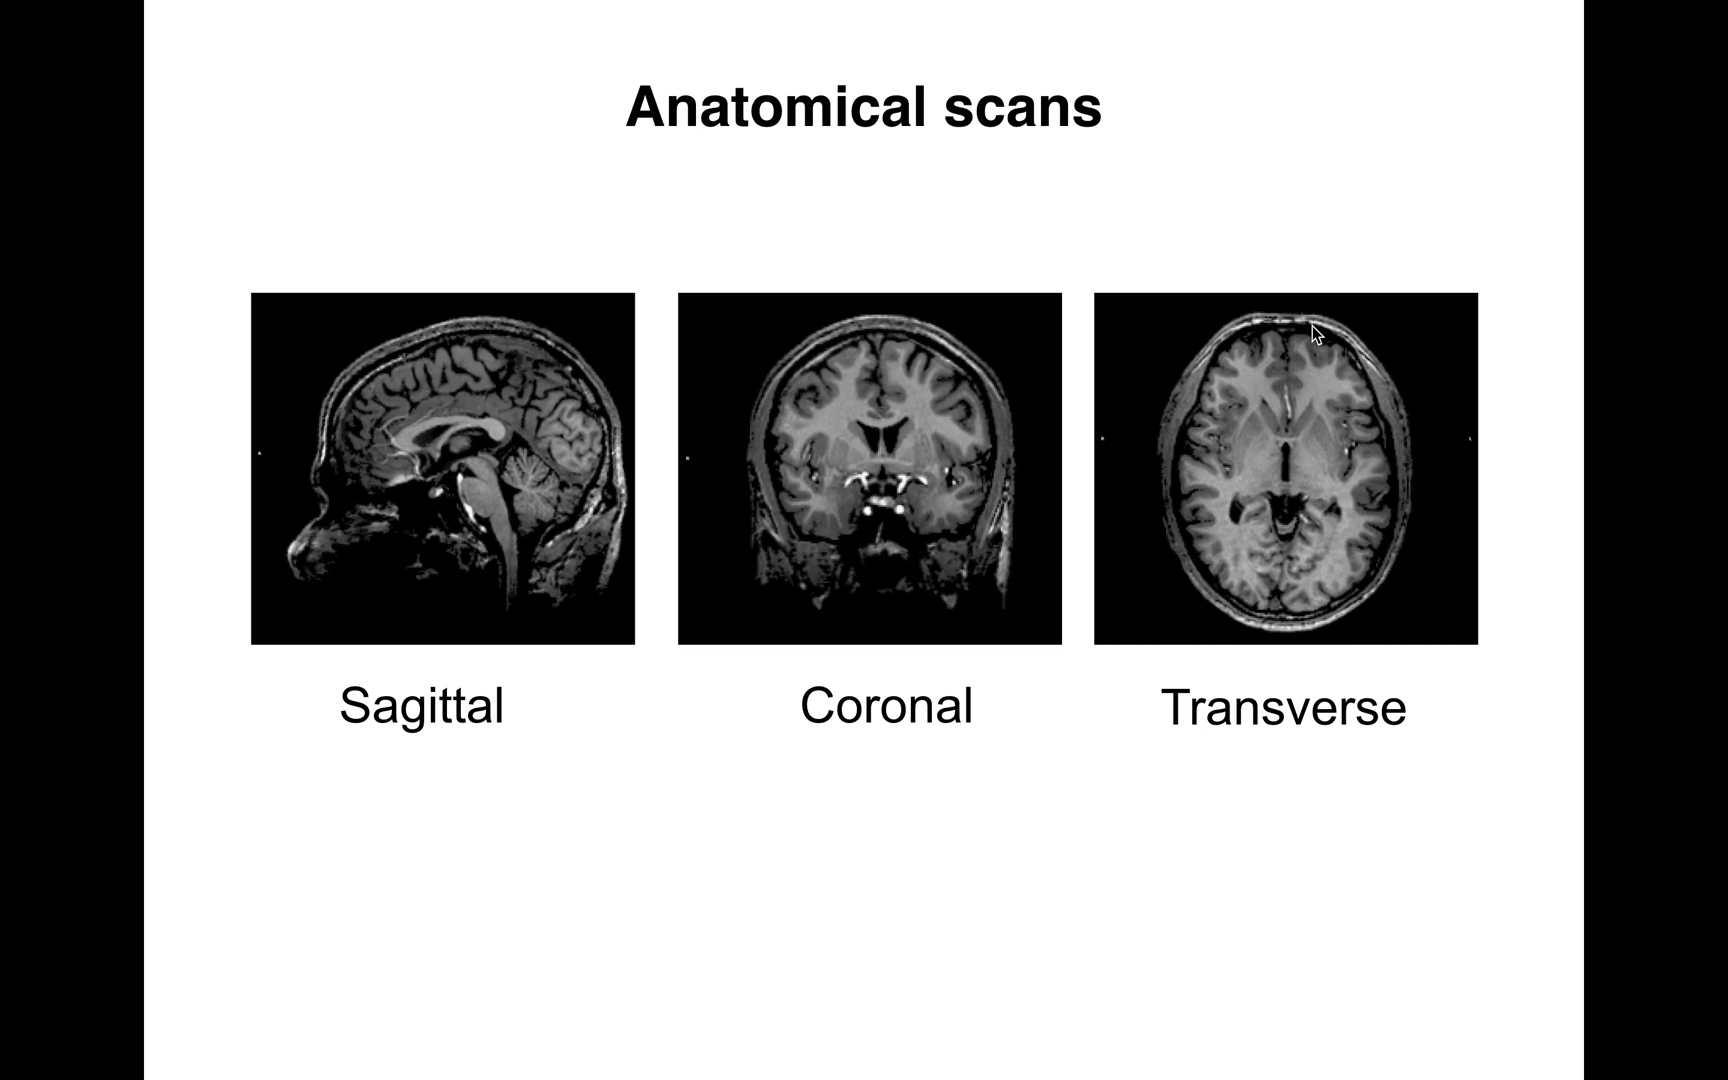 Anatomical scans
Sagittal
Coronal
Transverse